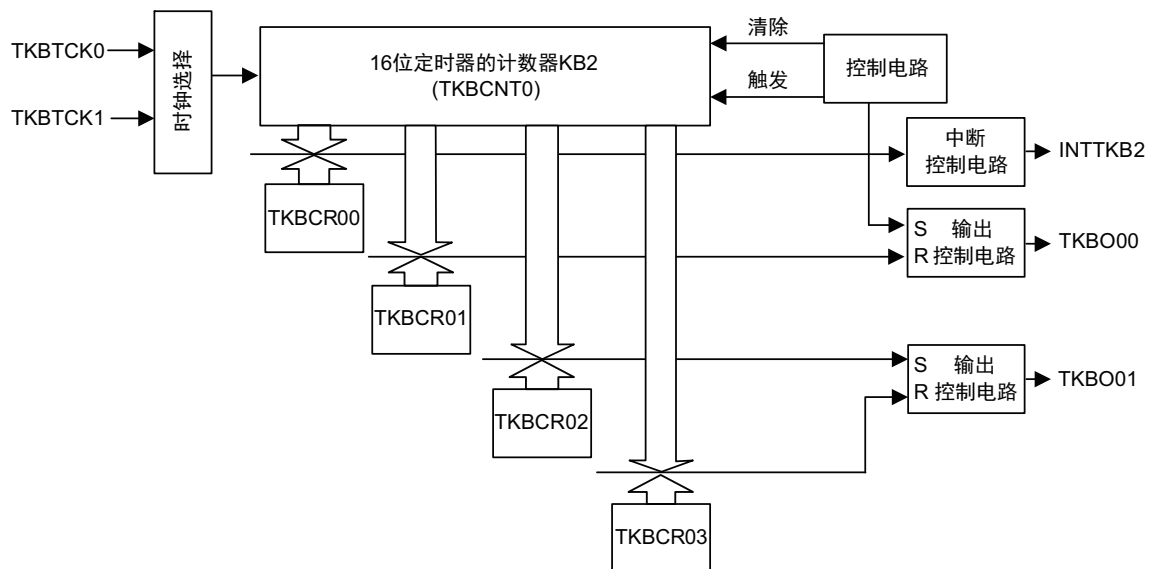 TKBTCK0
TKBTCK1
时钟选择
16位定时器的计数器KB2
(TKBCNT0)
清除
触发
控制电路
中断
控制电路
INTTKB2
TKBCR00
S 输出
R 控制电路
TKBO00
TKBCR01
S 输出
R 控制电路
TKBO01
TKBCR02
TKBCR03